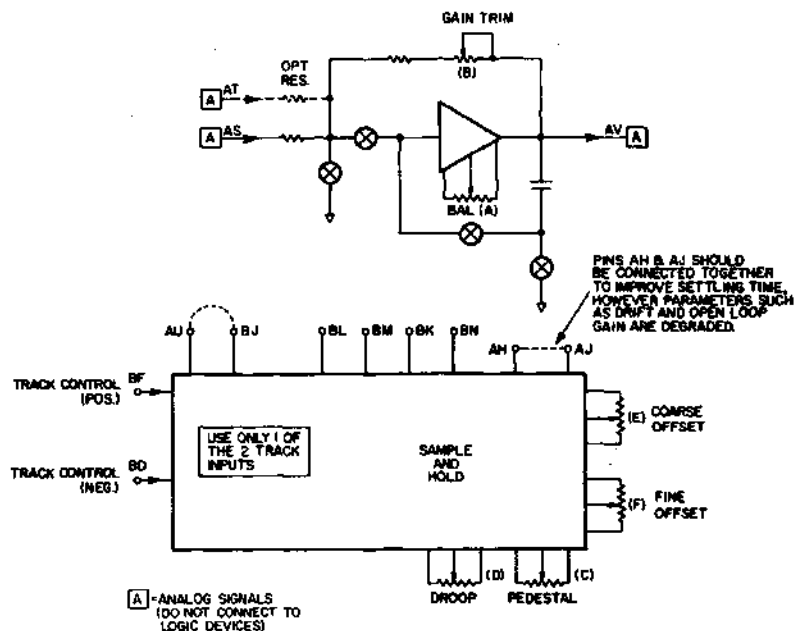 GAIN TRIM
(B)
OPT
RES.
A AT
A AS
AV A
BAL (A)
PINS AH & AJ SHOULD
BE CONNECTED TOGETHER
TO IMPROVE SETTLING TIME,
HOWEVER PARAMETERS SUCH
AS DRIFT AND OPEN LOOP
GAIN ARE DEGRADED.
AU BJ BL BM BK BN AH AJ
TRACK CONTROL BF
(POS.)
USE ONLY 1 OF
THE 2 TRACK
INPUTS
SAMPLE
AND
HOLD
(E) COARSE
OFFSET
TRACK CONTROL BD
(NEG.)
(F) FINE
OFFSET
(D)
DROOP
(C)
PEDESTAL
A =ANALOG SIGNALS
(DO NOT CONNECT TO
LOGIC DEVICES)